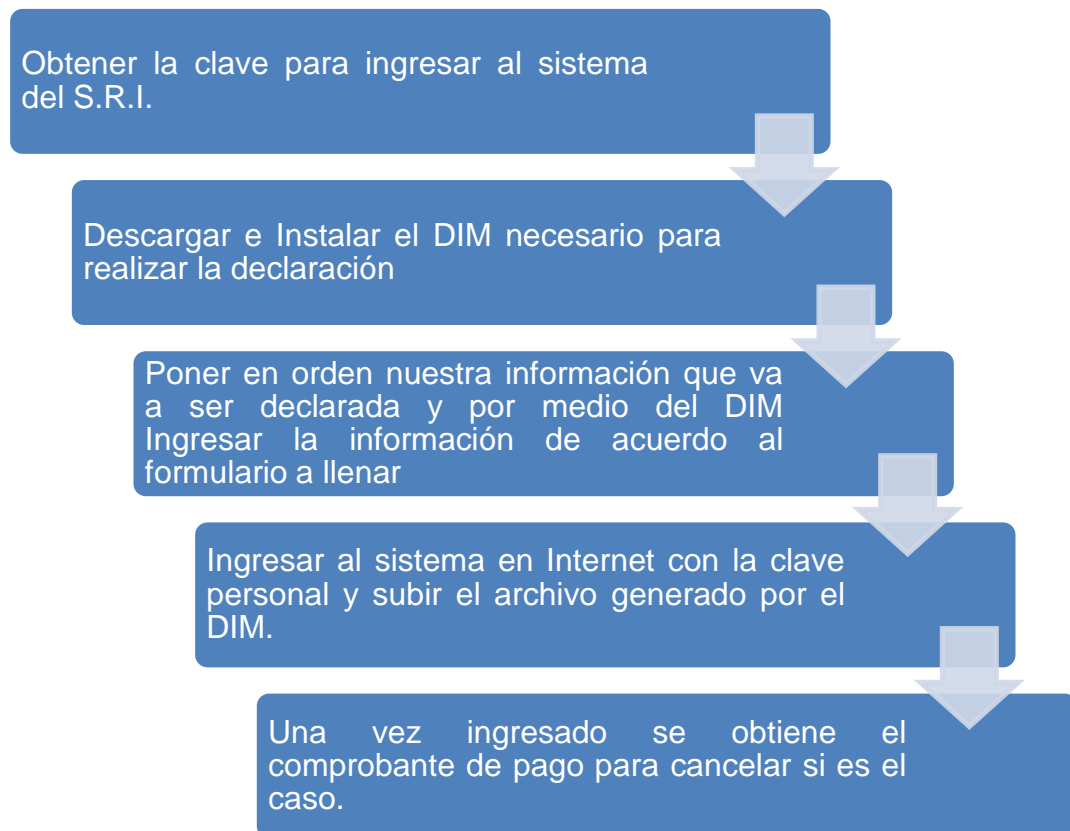 Obtener la clave para ingresar al sistema
del S.R.I.
Descargar e Instalar el DIM necesario para
realizar la declaración
Poner en orden nuestra información que va
a ser declarada y por medio del DIM
Ingresar la información de acuerdo al
formulario a llenar
Ingresar al sistema en Internet con la clave
personal y subir el archivo generado por el
DIM.
Una vez ingresado se obtiene el
comprobante de pago para cancelar si es el
caso.